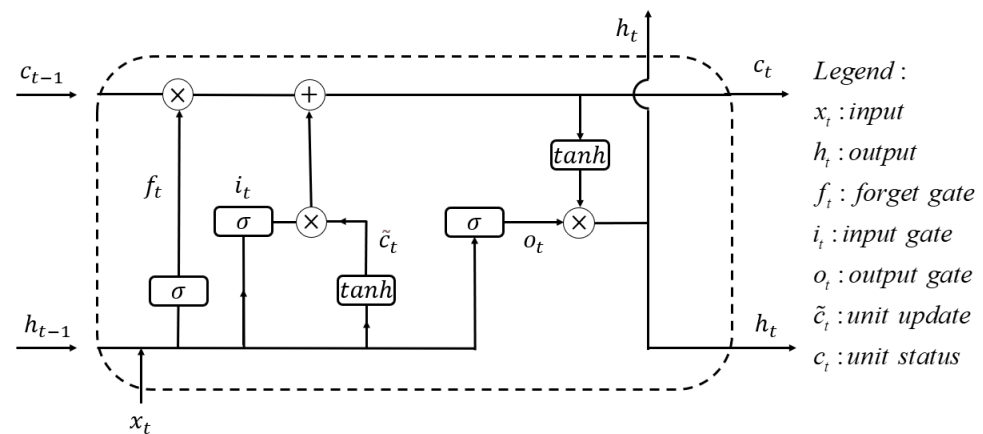 h_t
c_{t-1}
c_t
×
+
tanh
f_t
i_t
σ
×
c̃_t
σ
o_t
×
σ
tanh
h_{t-1}
h_t
x_t
Legend :
x_t : input
h_t : output
f_t : forget gate
i_t : input gate
o_t : output gate
c̃_t : unit update
c_t : unit status